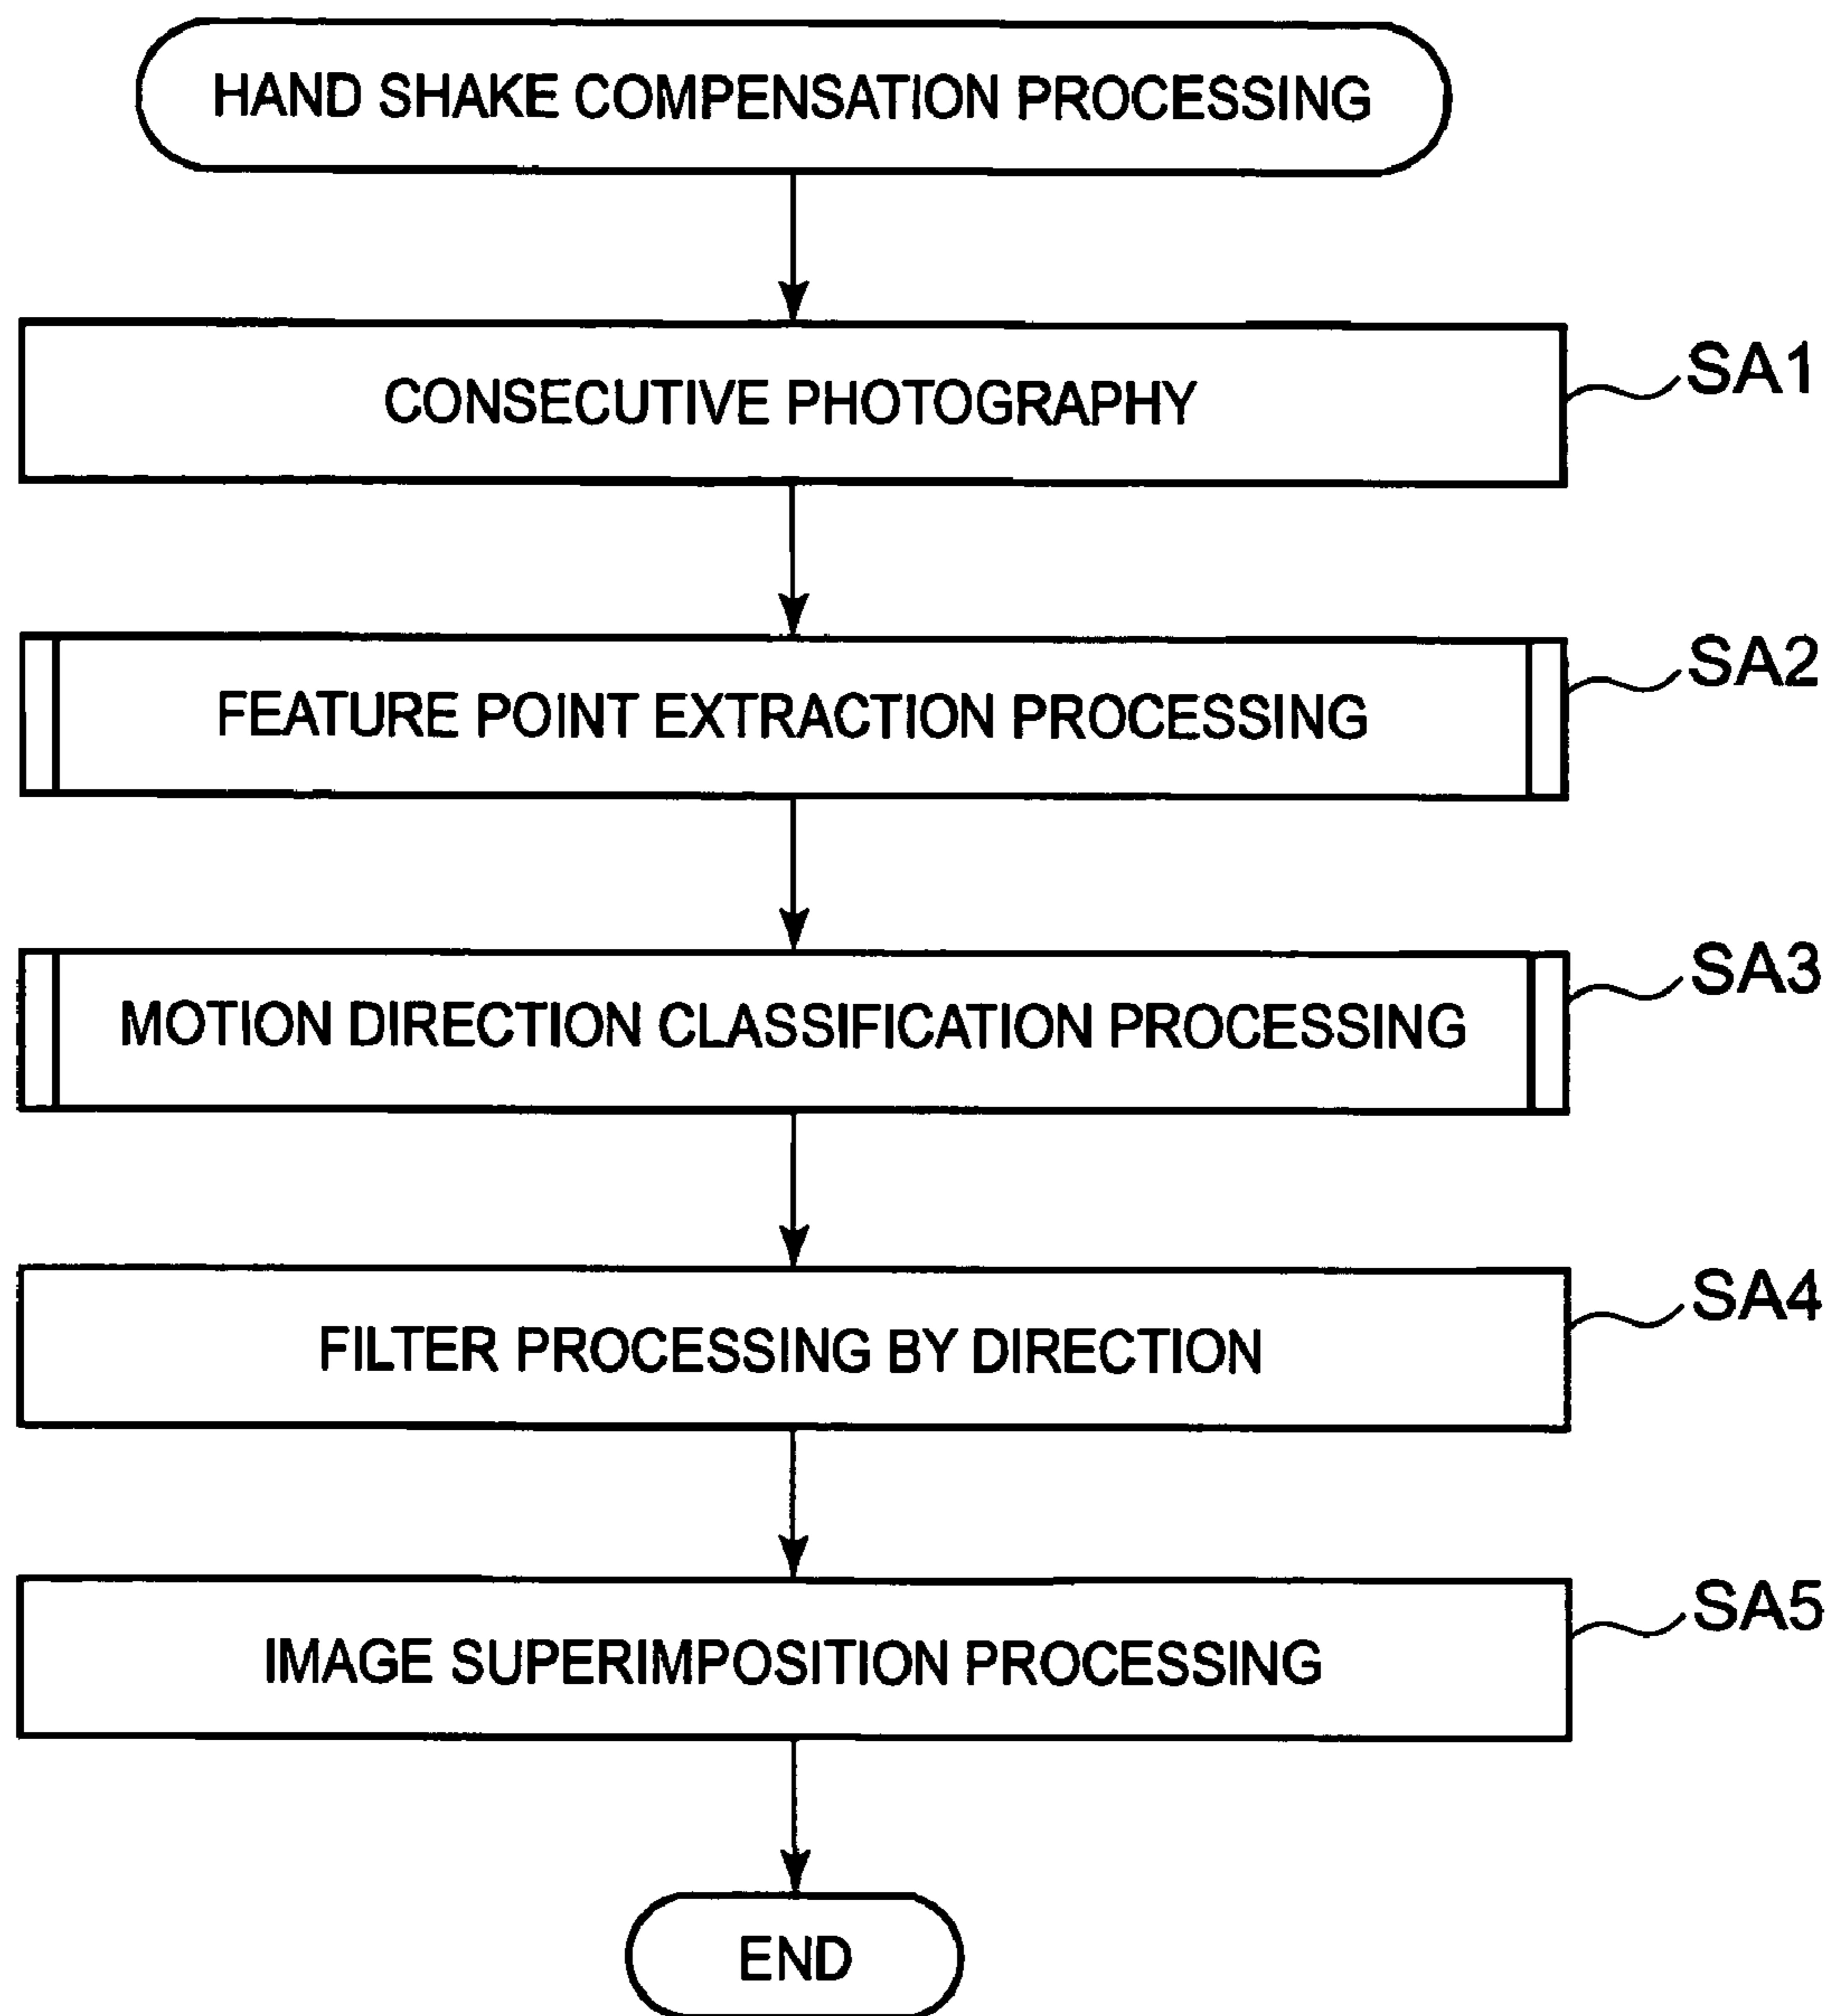 HAND SHAKE COMPENSATION PROCESSING
CONSECUTIVE PHOTOGRAPHY
SA1
FEATURE POINT EXTRACTION PROCESSING
SA2
MOTION DIRECTION CLASSIFICATION PROCESSING
SA3
FILTER PROCESSING BY DIRECTION
SA4
IMAGE SUPERIMPOSITION PROCESSING
SA5
END